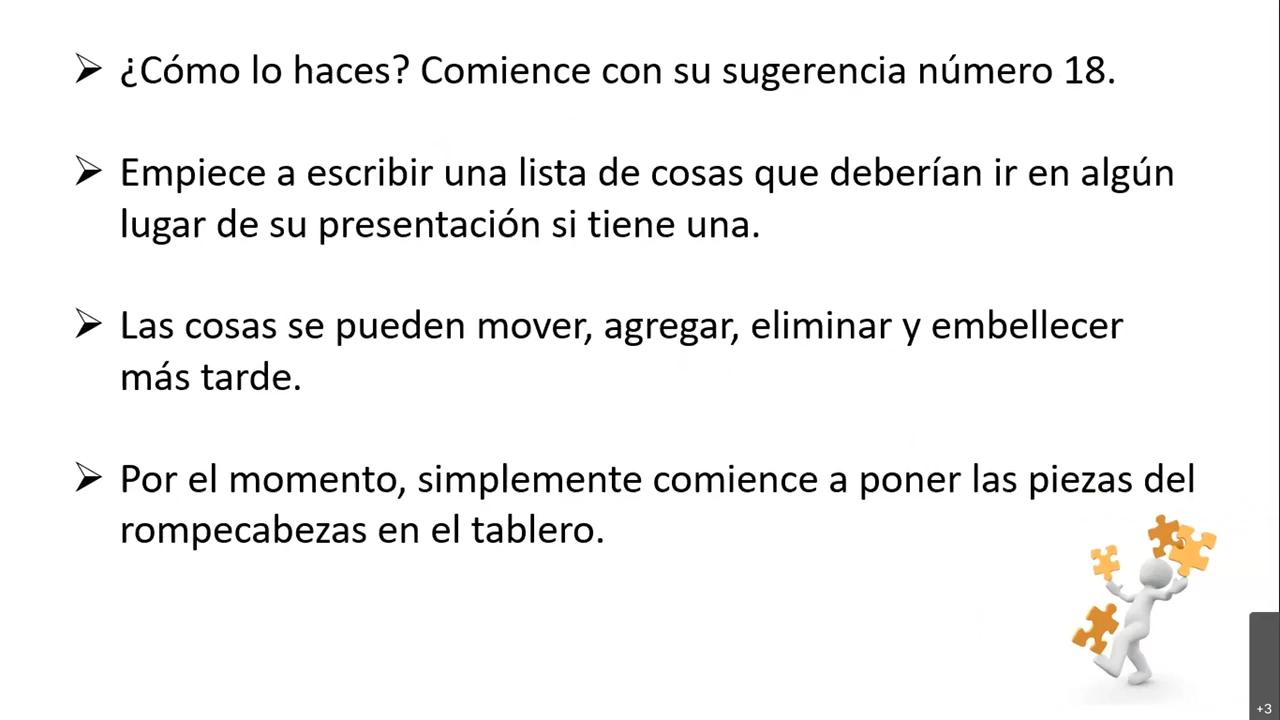 ➢ ¿Cómo lo haces? Comience con su sugerencia número 18.
➢ Empiece a escribir una lista de cosas que deberían ir en algún
lugar de su presentación si tiene una.
➢ Las cosas se pueden mover, agregar, eliminar y embellecer
más tarde.
➢ Por el momento, simplemente comience a poner las piezas del
rompecabezas en el tablero.
+3